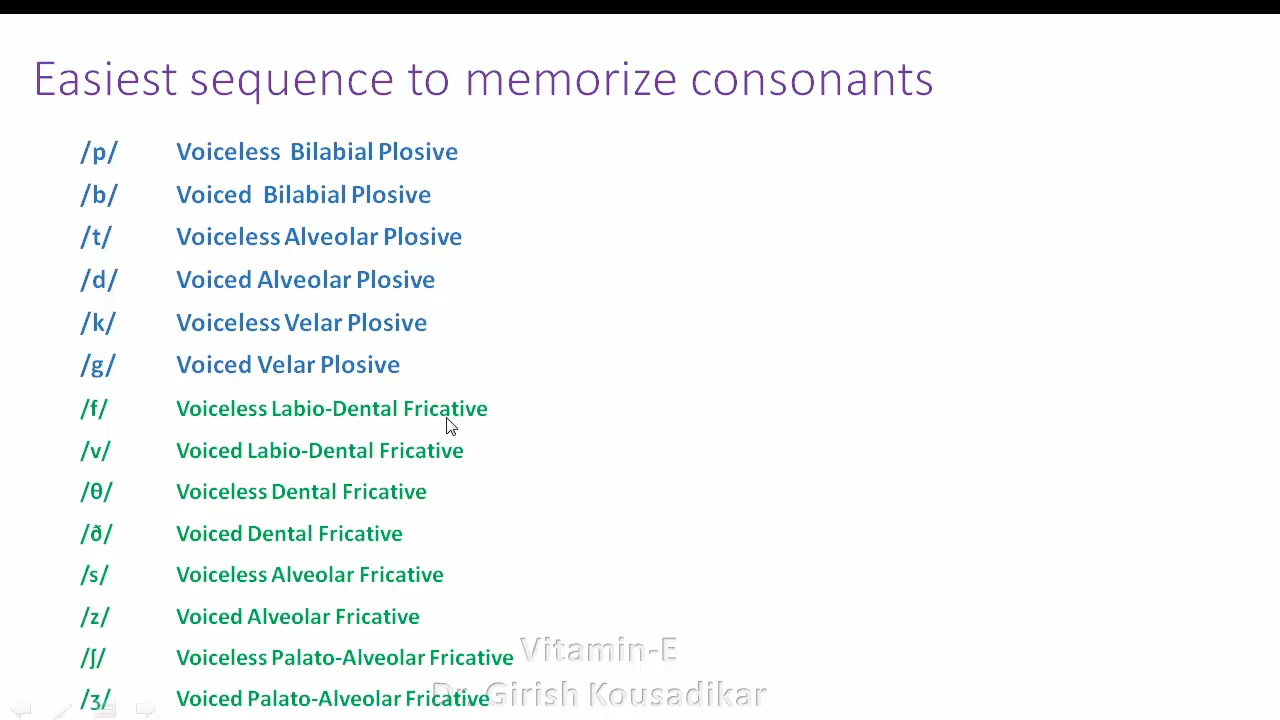 Easiest sequence to memorize consonants
/p/ Voiceless Bilabial Plosive
/b/ Voiced Bilabial Plosive
/t/ Voiceless Alveolar Plosive
/d/ Voiced Alveolar Plosive
/k/ Voiceless Velar Plosive
/g/ Voiced Velar Plosive
/f/ Voiceless Labio-Dental Fricative
/v/ Voiced Labio-Dental Fricative
/θ/ Voiceless Dental Fricative
/ð/ Voiced Dental Fricative
/s/ Voiceless Alveolar Fricative
/z/ Voiced Alveolar Fricative
/ʃ/ Voiceless Palato-Alveolar Fricative
/ʒ/ Voiced Palato-Alveolar Fricative
Vitamin-E
Dr. Girish Kousadikar